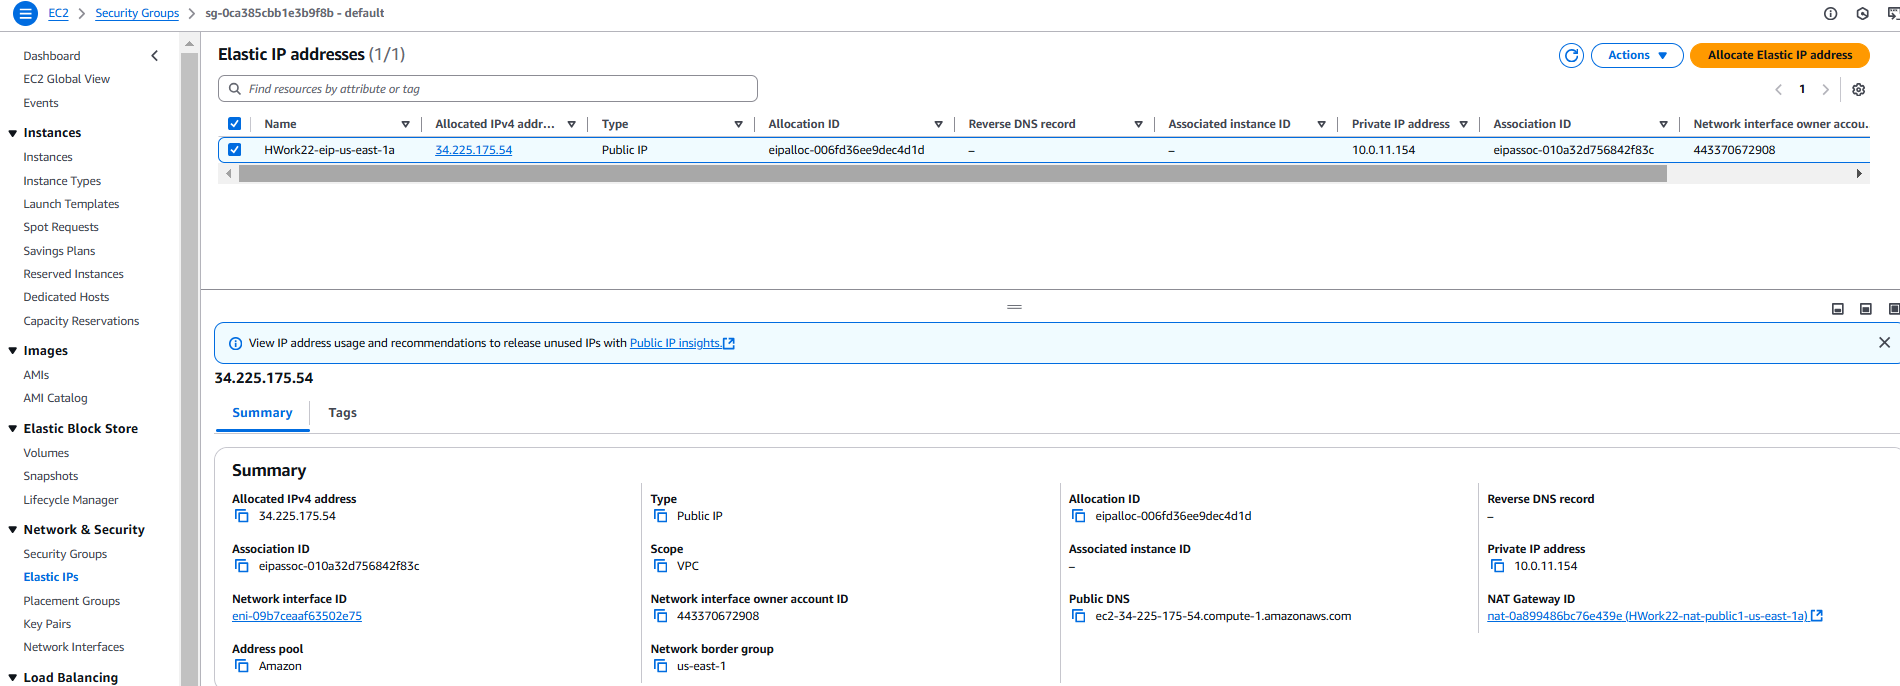 EC2 > Security Groups > sg-0ca385cbb1e3b9f8b - default
Dashboard
EC2 Global View
Events
Instances
Instances
Instance Types
Launch Templates
Spot Requests
Savings Plans
Reserved Instances
Dedicated Hosts
Capacity Reservations
Images
AMIs
AMI Catalog
Elastic Block Store
Volumes
Snapshots
Lifecycle Manager
Network & Security
Security Groups
Elastic IPs
Placement Groups
Key Pairs
Network Interfaces
Load Balancing
Elastic IP addresses (1/1)
Actions
Allocate Elastic IP address
Find resources by attribute or tag
1
Name Allocated IPv4 addr... Type Allocation ID Reverse DNS record Associated instance ID Private IP address Association ID Network interface owner accou.
HWork22-eip-us-east-1a 34.225.175.54 Public IP eipalloc-006fd36ee9dec4d1d – – 10.0.11.154 eipassoc-010a32d756842f83c 443370672908
View IP address usage and recommendations to release unused IPs with Public IP insights.
34.225.175.54
Summary Tags
Summary
Allocated IPv4 address
34.225.175.54
Association ID
eipassoc-010a32d756842f83c
Network interface ID
eni-09b7ceaaf63502e75
Address pool
Amazon
Type
Public IP
Scope
VPC
Network interface owner account ID
443370672908
Network border group
us-east-1
Allocation ID
eipalloc-006fd36ee9dec4d1d
Associated instance ID
–
Public DNS
ec2-34-225-175-54.compute-1.amazonaws.com
Reverse DNS record
–
Private IP address
10.0.11.154
NAT Gateway ID
nat-0a899486bc76e439e (HWork22-nat-public1-us-east-1a)